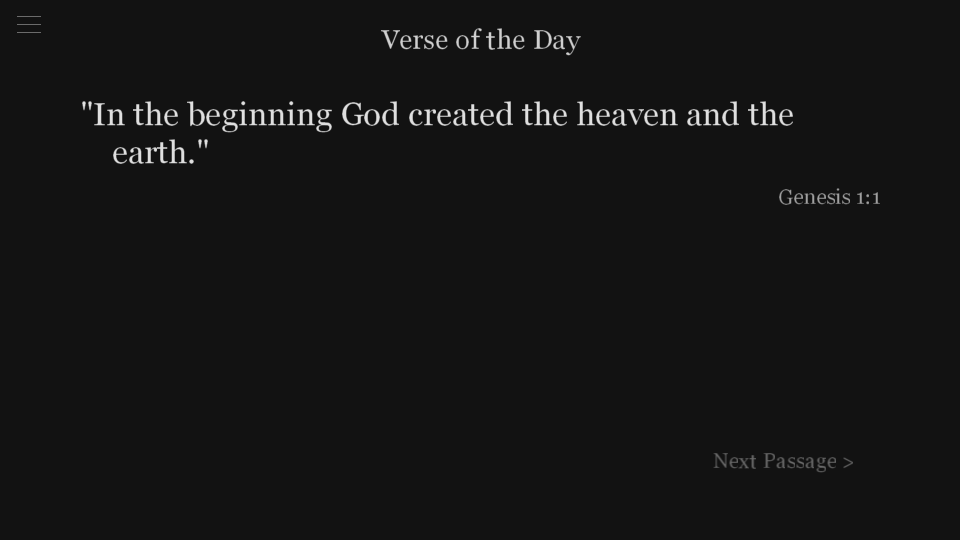 Verse of the Day
"In the beginning God created the heaven and the
earth."
Genesis 1:1
Next Passage >